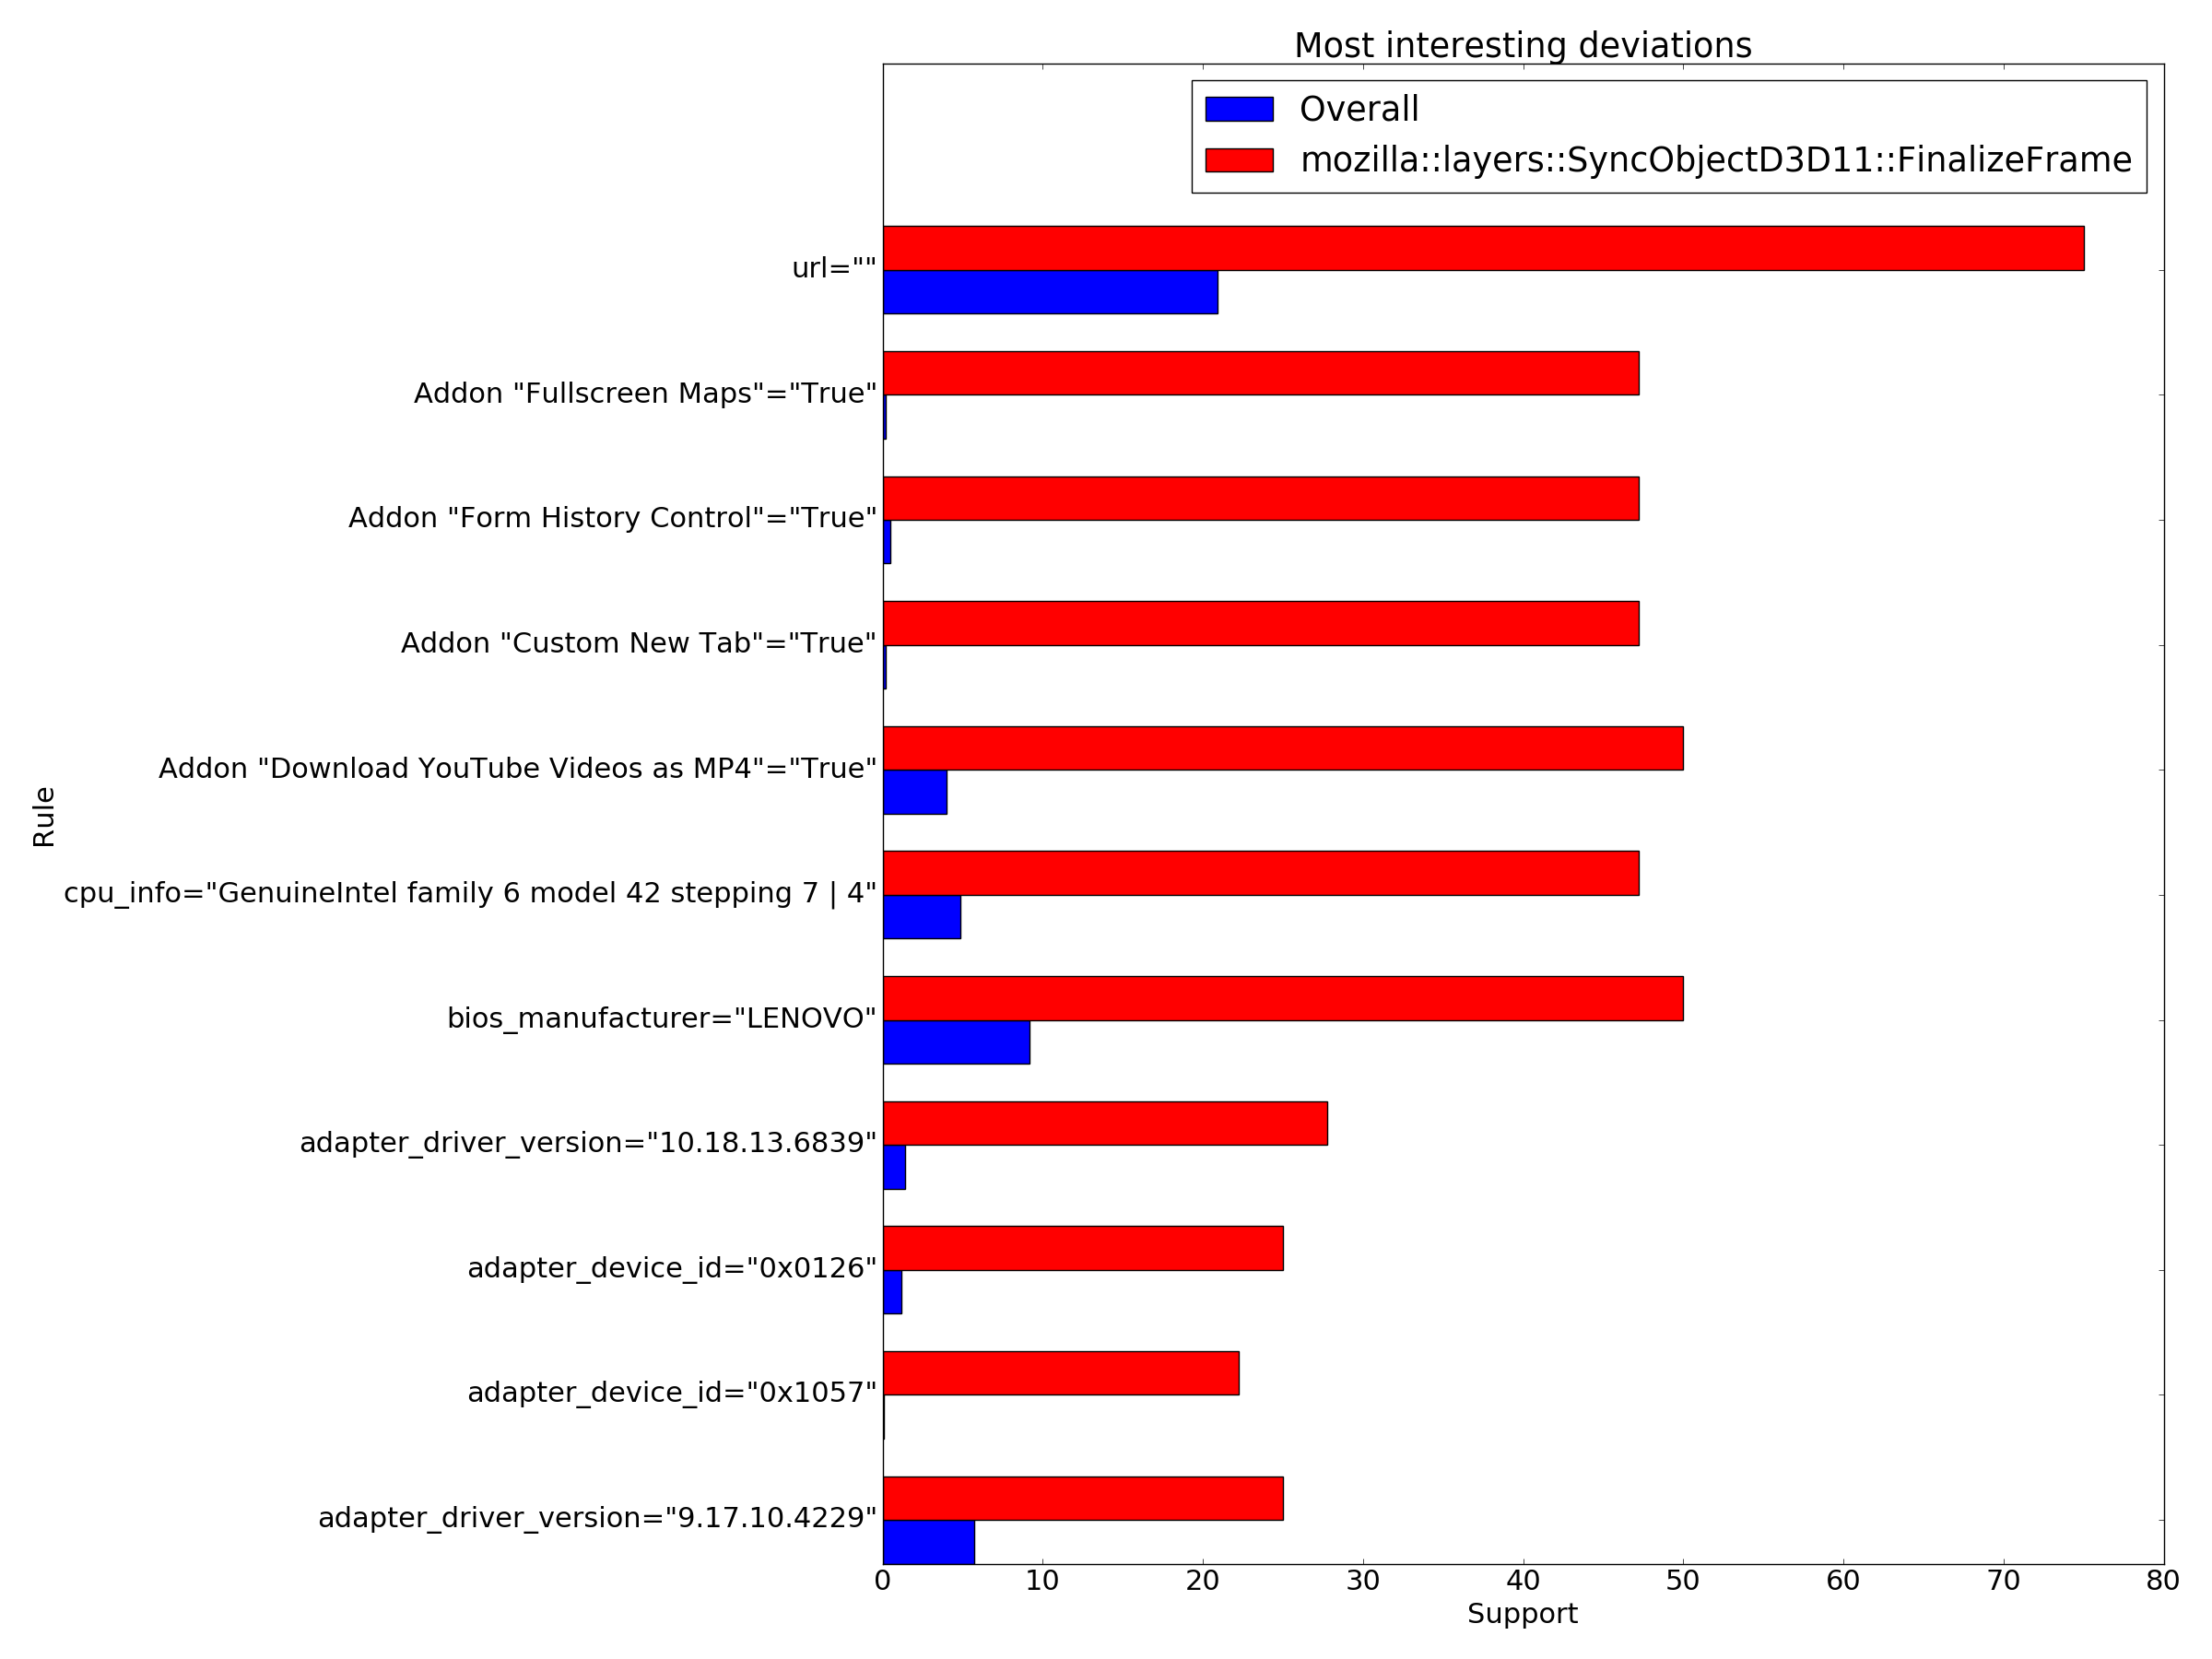 Most interesting deviations
Overall
mozilla::layers::SyncObjectD3D11::FinalizeFrame
url=""
Addon "Fullscreen Maps"="True"
Addon "Form History Control"="True"
Addon "Custom New Tab"="True"
Addon "Download YouTube Videos as MP4"="True"
Rule
cpu_info="GenuineIntel family 6 model 42 stepping 7 | 4"
bios_manufacturer="LENOVO"
adapter_driver_version="10.18.13.6839"
adapter_device_id="0x0126"
adapter_device_id="0x1057"
adapter_driver_version="9.17.10.4229"
0 10 20 30 40 50 60 70 80
Support